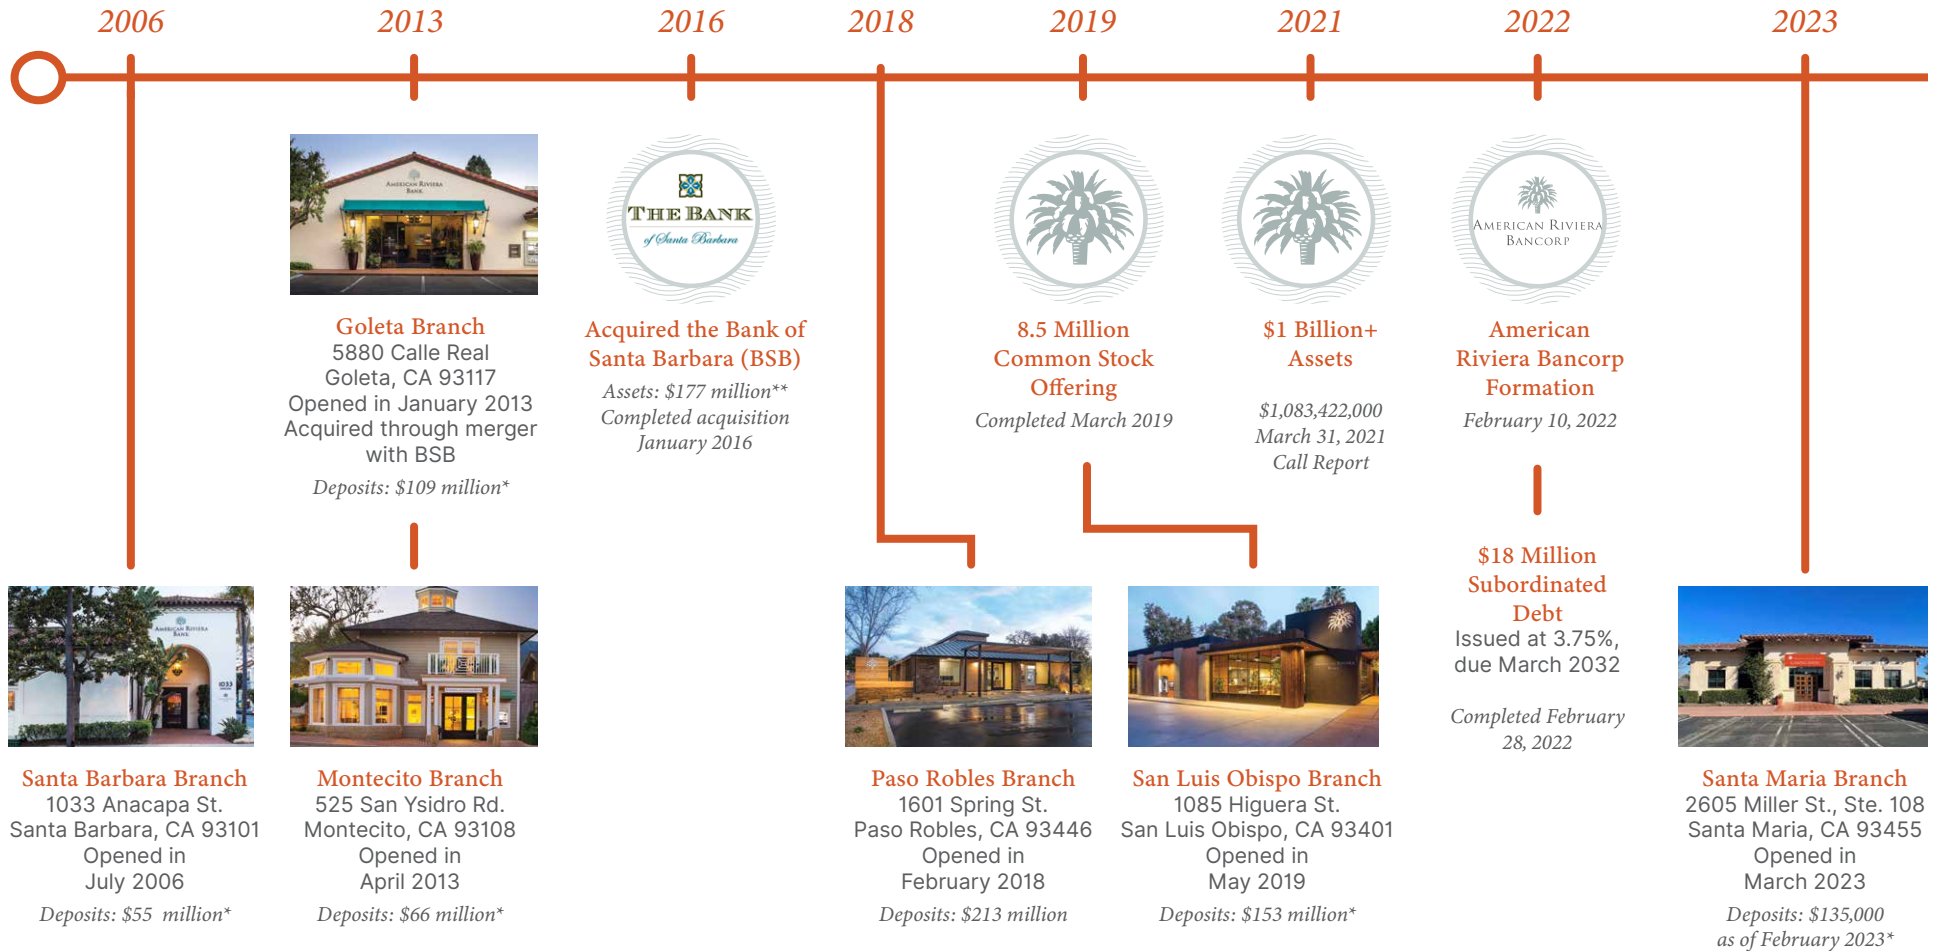 2006
2013
2016
2018
2019
2021
2022
2023
AMERICAN RIVIERA
BANK
Goleta Branch
5880 Calle Real
Goleta, CA 93117
Opened in January 2013
Acquired through merger
with BSB
Deposits: $109 million*
THE BANK
of Santa Barbara
Acquired the Bank of
Santa Barbara (BSB)
Assets: $177 million**
Completed acquisition
January 2016
8.5 Million
Common Stock
Offering
Completed March 2019
$1 Billion+
Assets
$1,083,422,000
March 31, 2021
Call Report
AMERICAN RIVIERA
BANCORP
American
Riviera Bancorp
Formation
February 10, 2022
$18 Million
Subordinated
Debt
Issued at 3.75%,
due March 2032
Completed February
28, 2022
AMERICAN RIVIERA
BANK
1033
Santa Barbara Branch
1033 Anacapa St.
Santa Barbara, CA 93101
Opened in
July 2006
Deposits: $55  million*
Montecito Branch
525 San Ysidro Rd.
Montecito, CA 93108
Opened in
April 2013
Deposits: $66 million*
Paso Robles Branch
1601 Spring St.
Paso Robles, CA 93446
Opened in
February 2018
Deposits: $213 million
San Luis Obispo Branch
1085 Higuera St.
San Luis Obispo, CA 93401
Opened in
May 2019
Deposits: $153 million*
Santa Maria Branch
2605 Miller St., Ste. 108
Santa Maria, CA 93455
Opened in
March 2023
Deposits: $135,000
as of February 2023*